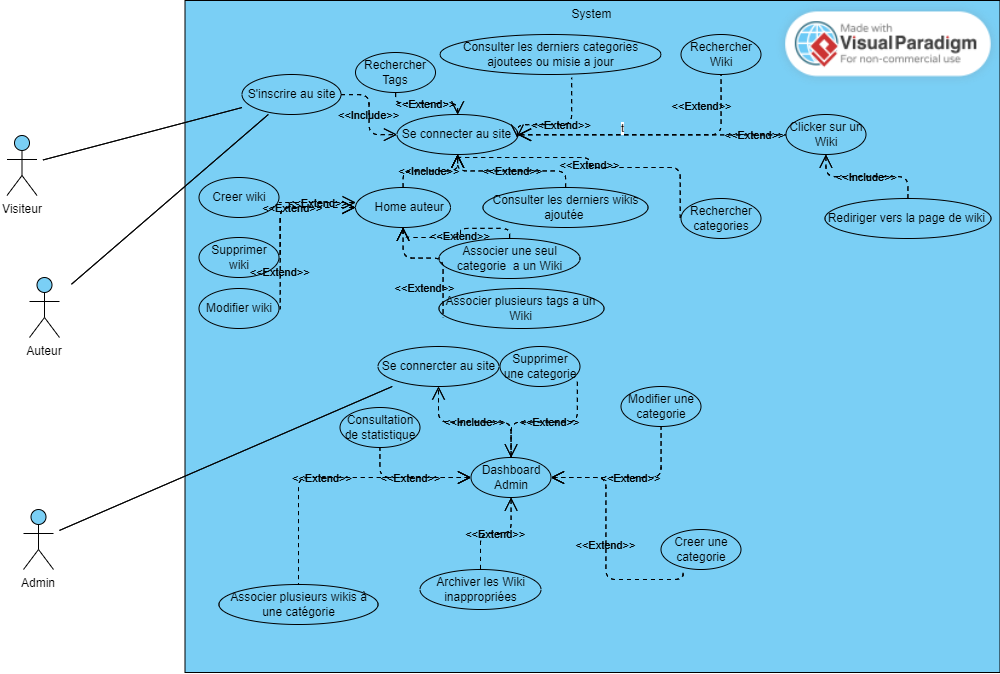 System
Made with
Visual Paradigm
For non-commercial use
Consulter les derniers categories
ajoutees ou misie a jour
Rechercher
Wiki
Rechercher
Tags
S'inscrire au site
<<Extend>>
<<Extend>>
<<Include>>
Se connecter au site
<<Extend>>
<<Extend>>
Clicker sur un
Wiki
Visiteur
<<Include>>
<<Extend>>
<<Extend>>
<<Include>>
Creer wiki
<<Extend>>
<<Extend>>
Home auteur
Consulter les derniers wikis
ajoutée
Rechercher
categories
Rediriger vers la page de wiki
<<Extend>>
Supprimer
wiki
Associer une seul
categorie a un Wiki
<<Extend>>
<<Extend>>
Modifier wiki
Associer plusieurs tags a un
Wiki
Auteur
Se connercter au site
Supprimer
une categorie
Modifier une
categorie
Consultation
de statistique
<<Include>>
<<Extend>>
<<Extend>>
<<Extend>>
Dashboard
Admin
<<Extend>>
<<Extend>>
<<Extend>>
Creer une
categorie
Admin
Associer plusieurs wikis à
une catégorie
Archiver les Wiki
inappropriées